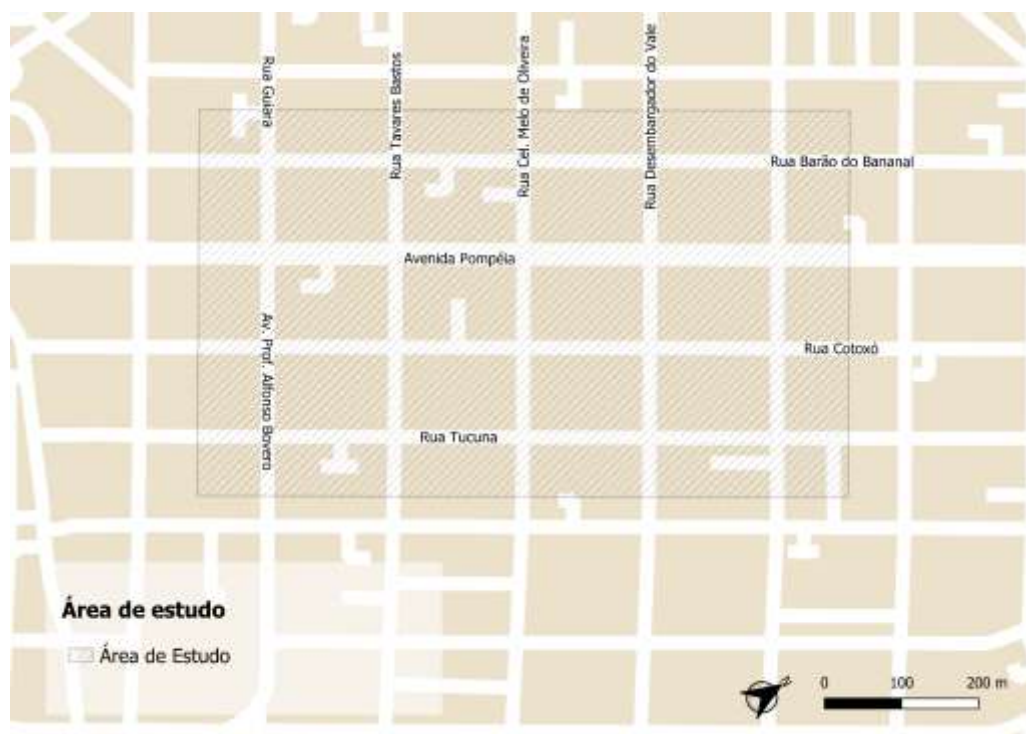 Rua Guiara
Rua Tavares Bastos
Rua Cel. Melo de Oliveira
Rua Desembargador do Vale
Rua Barão do Bananal
Avenida Pompéia
Av. Prof. Alfonso Bovero
Rua Cotoxó
Rua Tucuna
Área de estudo
Área de Estudo
N
0 100 200 m